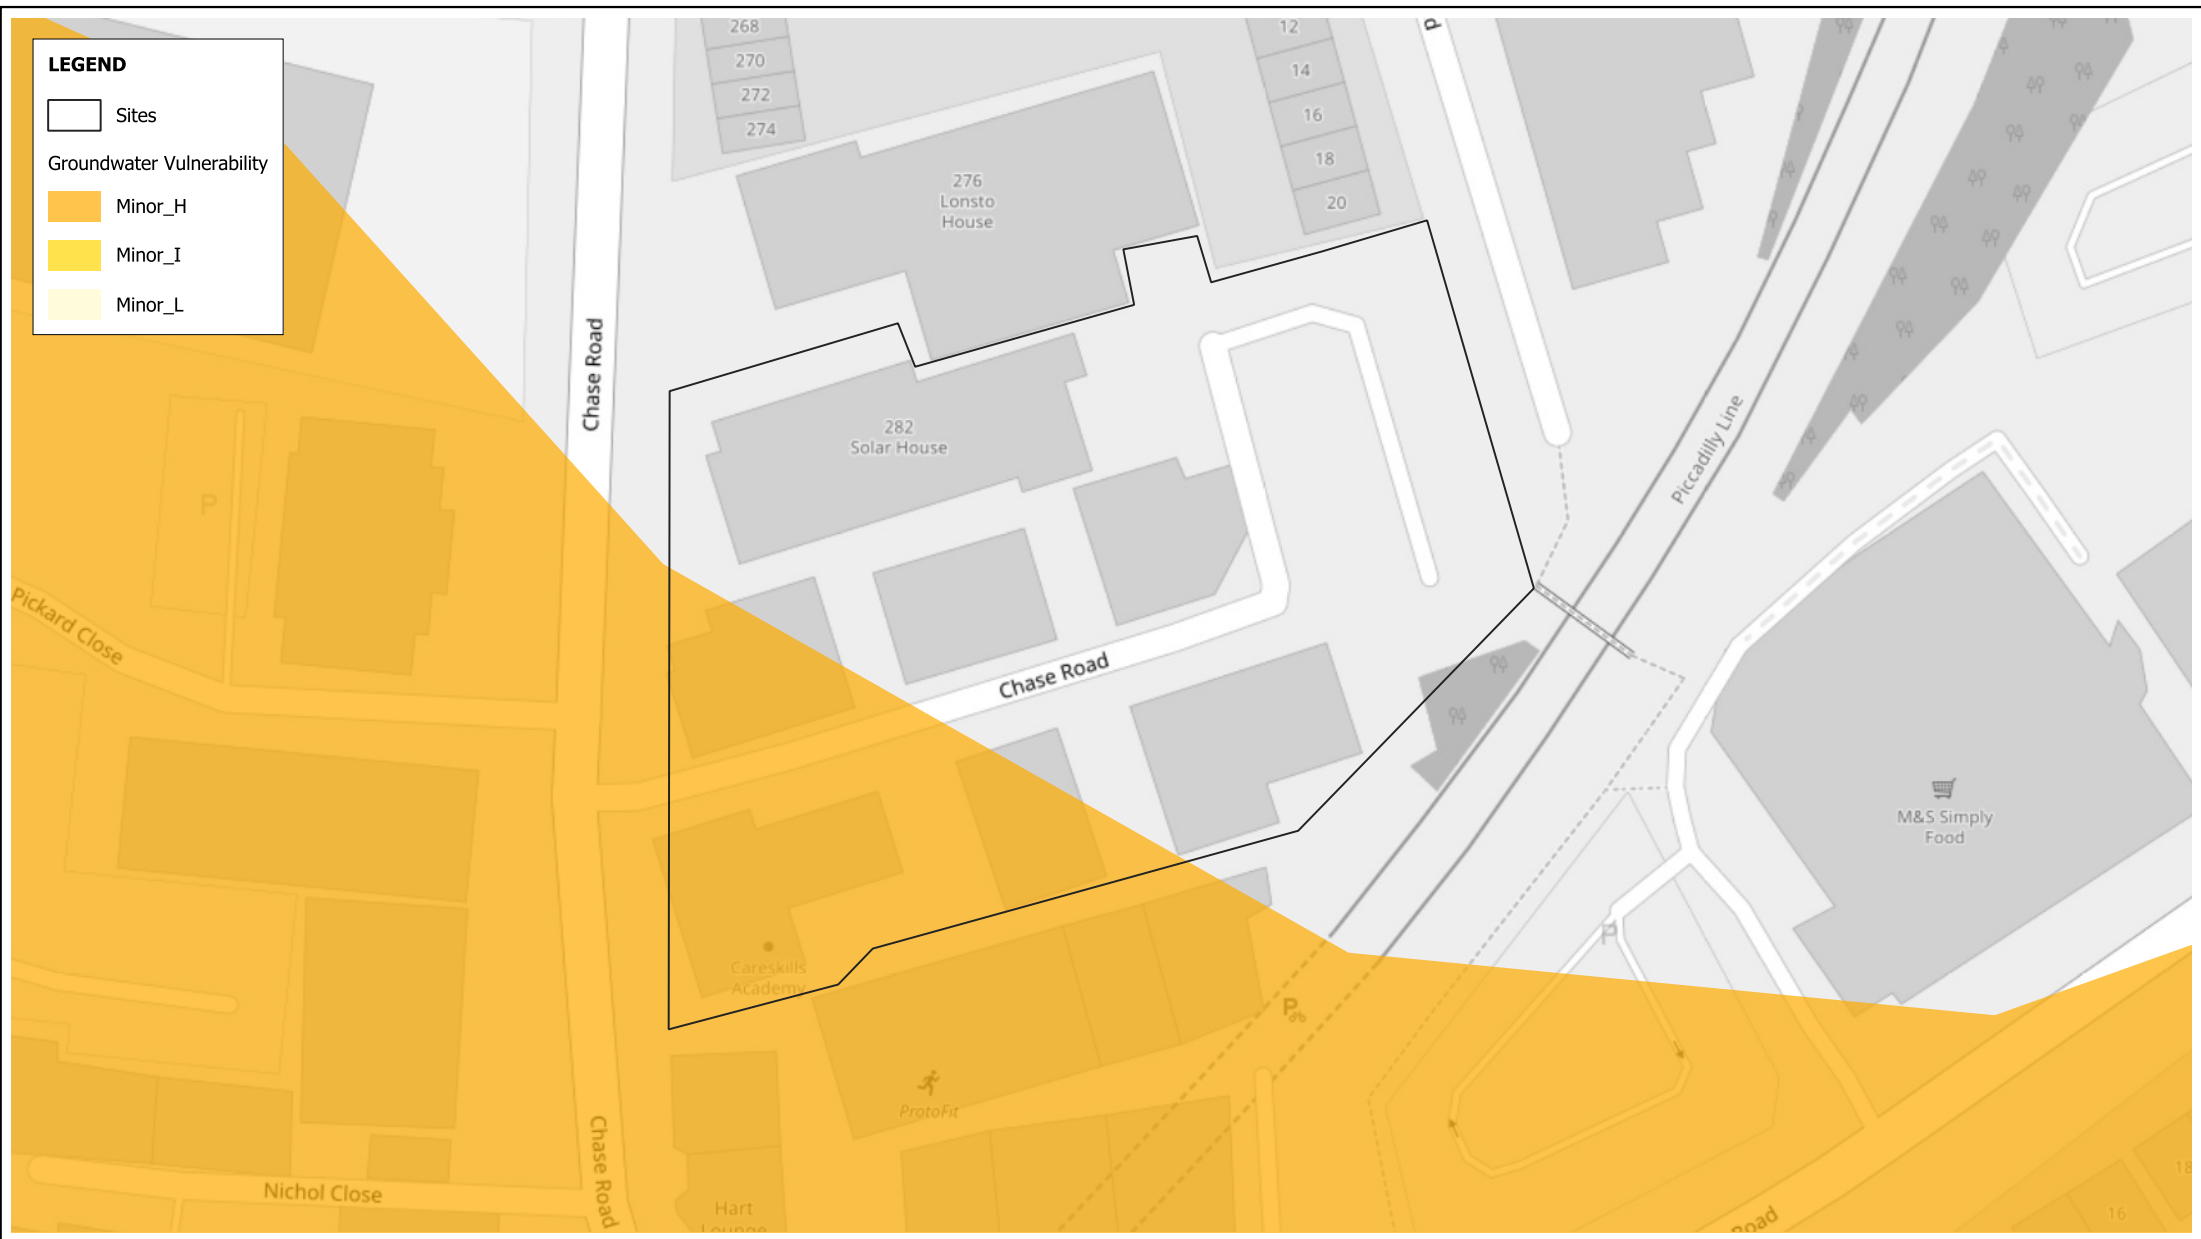 LEGEND
Sites
Groundwater Vulnerability
Minor_H
Minor_I
Minor_L
268
270
272
274
12
14
16
18
20
276
Lonsto
House
Chase Road
282
Solar House
Piccadilly Line
P
Pickard Close
Chase Road
M&S Simply
Food
P
Careskills
Academy
P
ProtoFit
Chase Road
Nichol Close
Hart
Lounge
Road
16
18